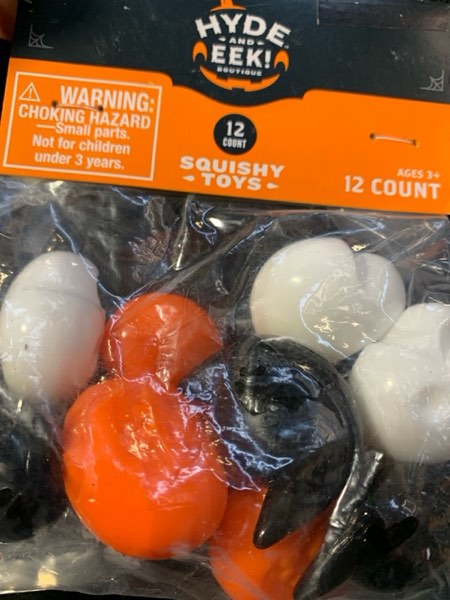 HYDE
AND
EEK!
BOUTIQUE
WARNING:
CHOKING HAZARD
—Small parts.
Not for children
under 3 years.
12
COUNT
SQUISHY
TOYS
AGES 3+
12 COUNT